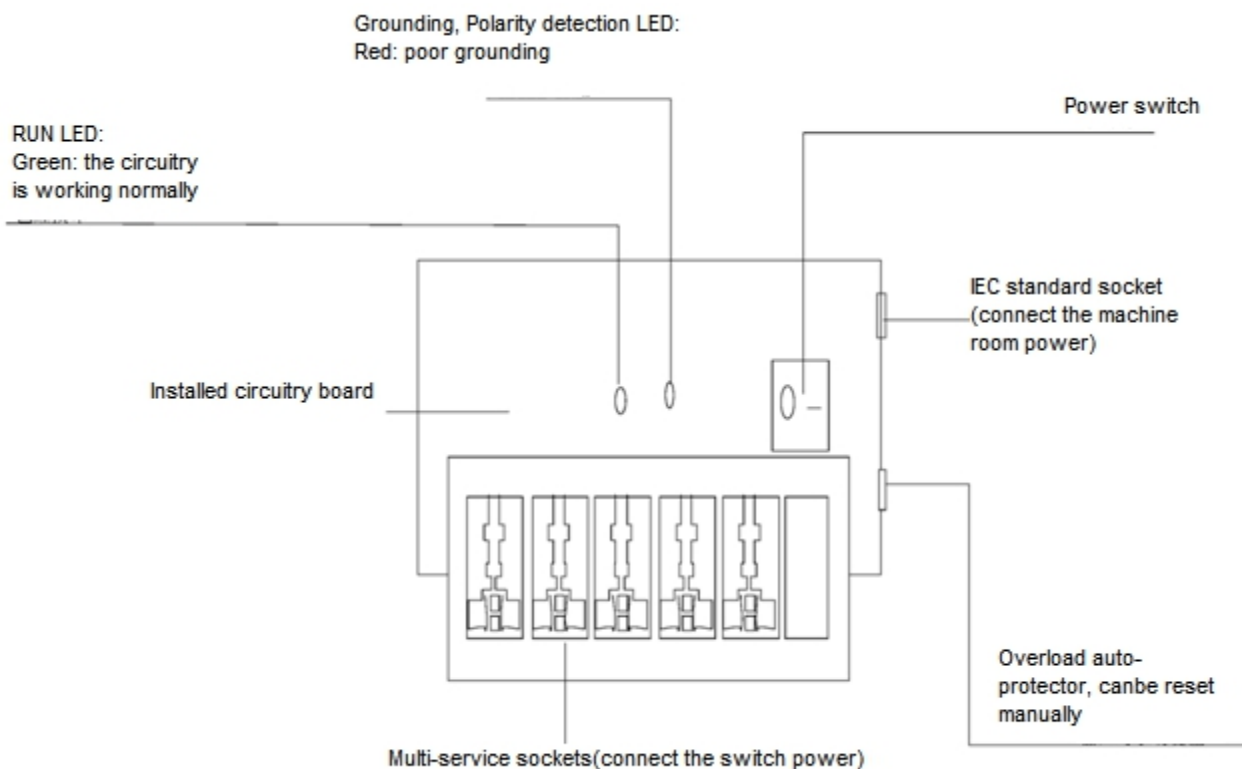 Grounding, Polarity detection LED:
Red: poor grounding
Power switch
RUN LED:
Green: the circuitry
is working normally
IEC standard socket
(connect the machine
room power)
Installed circuitry board
Overload auto-
protector, canbe reset
manually
Multi-service sockets(connect the switch power)